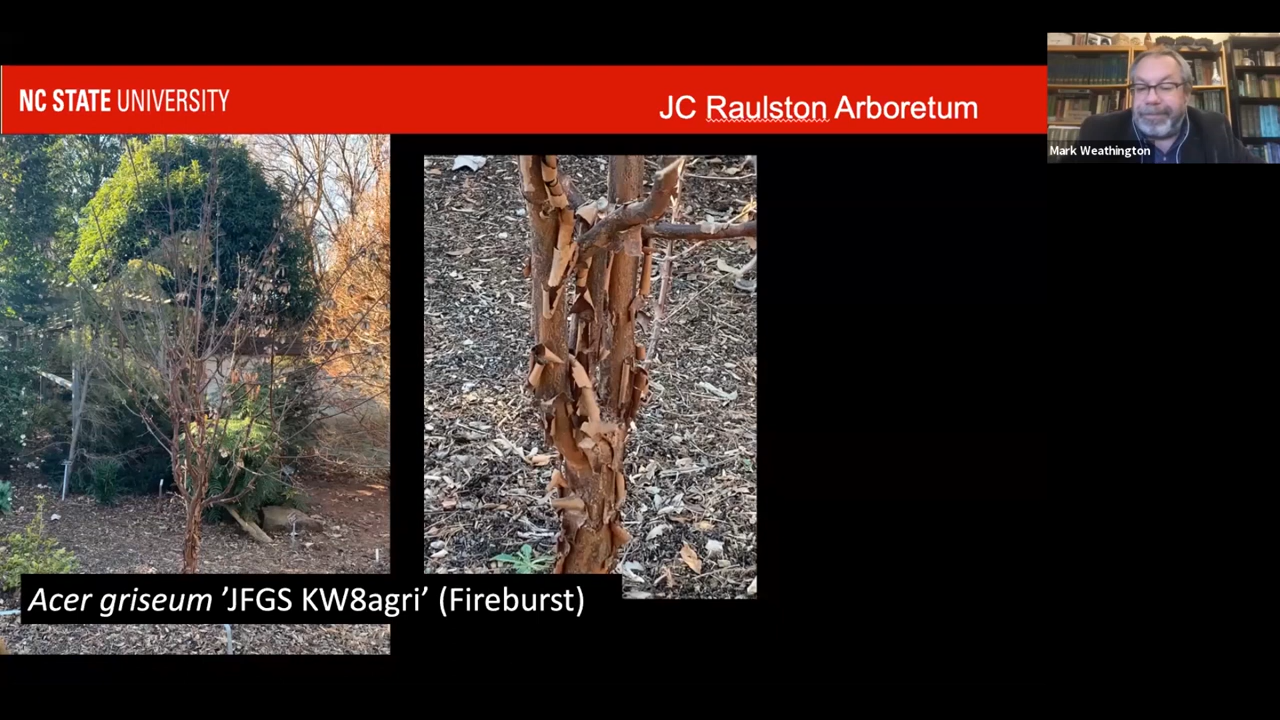 NC STATE UNIVERSITY
JC Raulston Arboretum
Mark Weathington
Acer griseum ’JFGS KW8agri’ (Fireburst)